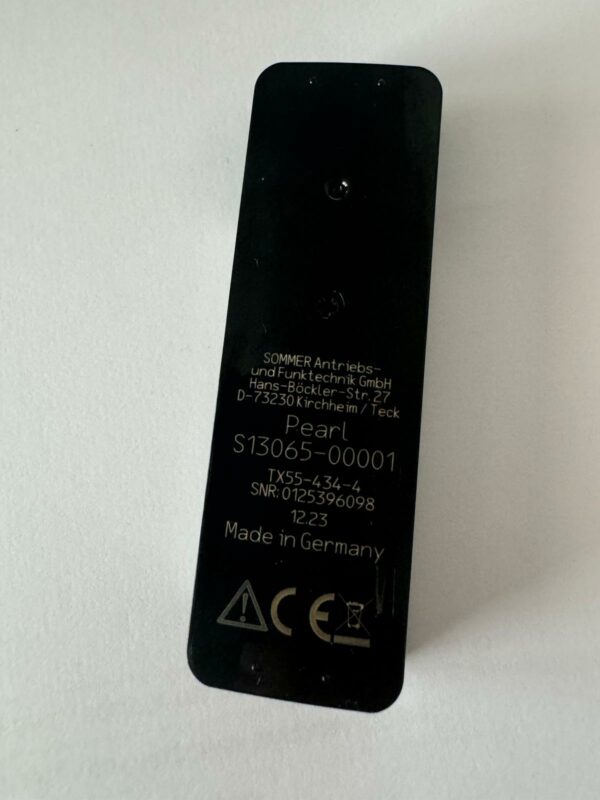 SOMMER Antriebs-
und Funktechnik GmbH
Hans-Böckler-Str. 27
D-73230 Kirchheim / Teck
Pearl
S13065-00001
TX55-434-4
SNR: 0125396098
12.23
Made in Germany
CE